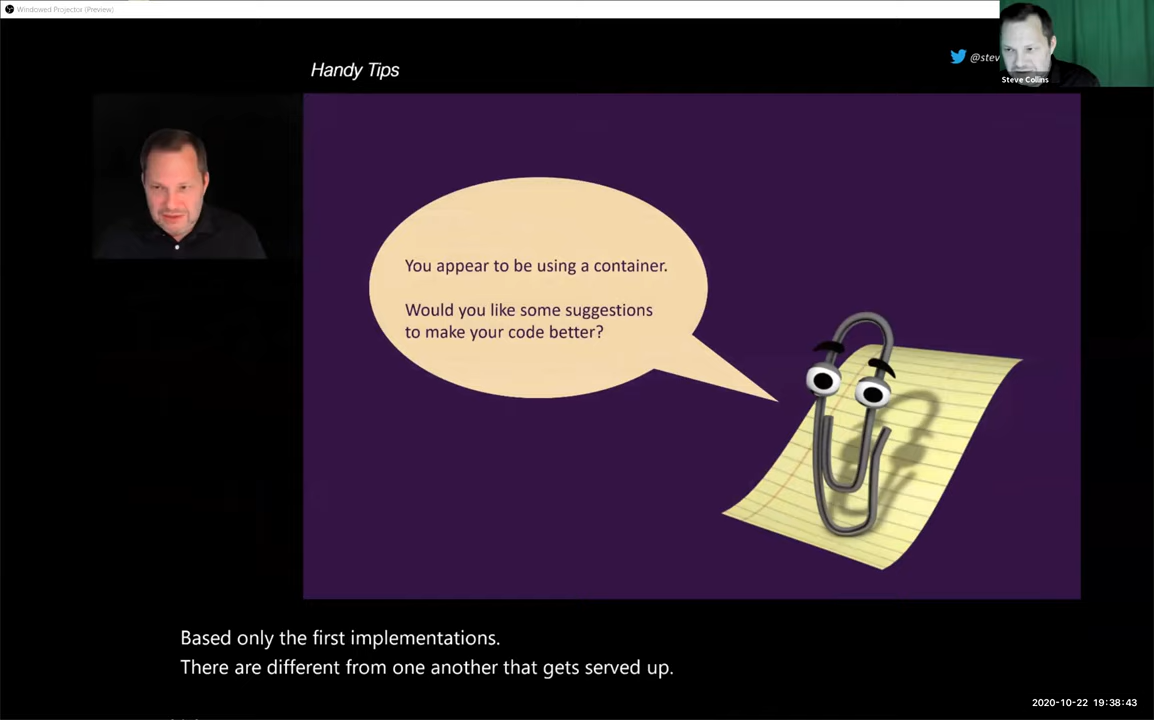 Windowed Projector (Preview)
Handy Tips
@stev
Steve Collins
You appear to be using a container.
Would you like some suggestions
to make your code better?
Based only the first implementations.
There are different from one another that gets served up.
2020-10-22 19:38:43